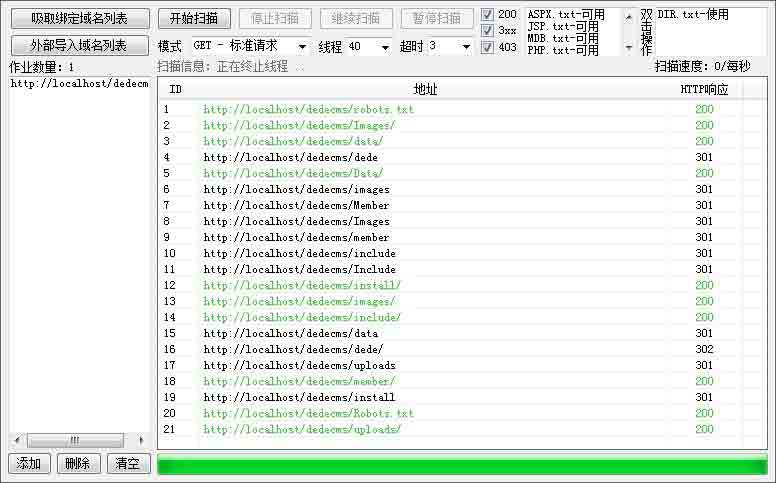 吸取绑定域名列表 开始扫描 停止扫描 继续扫描 暂停扫描 200 ASPX.txt-可用 双击操作 DIR.txt-使用
JSP.txt-可用
外部导入域名列表 模式 GET - 标准请求 线程 40 超时 3 3xx MDB.txt-可用
403 PHP.txt-可用
作业数量：1 扫描信息：正在终止线程 .. 扫描速度：0/每秒
http://localhost/dedecm
ID 地址 HTTP响应
1 http://localhost/dedecms/robots.txt 200
2 http://localhost/dedecms/Images/ 200
3 http://localhost/dedecms/data/ 200
4 http://localhost/dedecms/dede 301
5 http://localhost/dedecms/Data/ 200
6 http://localhost/dedecms/images 301
7 http://localhost/dedecms/Member 301
8 http://localhost/dedecms/Images 301
9 http://localhost/dedecms/member 301
10 http://localhost/dedecms/include 301
11 http://localhost/dedecms/Include 301
12 http://localhost/dedecms/install/ 200
13 http://localhost/dedecms/images/ 200
14 http://localhost/dedecms/include/ 200
15 http://localhost/dedecms/data 301
16 http://localhost/dedecms/dede/ 302
17 http://localhost/dedecms/uploads 301
18 http://localhost/dedecms/member/ 200
19 http://localhost/dedecms/install 301
20 http://localhost/dedecms/Robots.txt 200
21 http://localhost/dedecms/uploads/ 200
添加 删除 清空